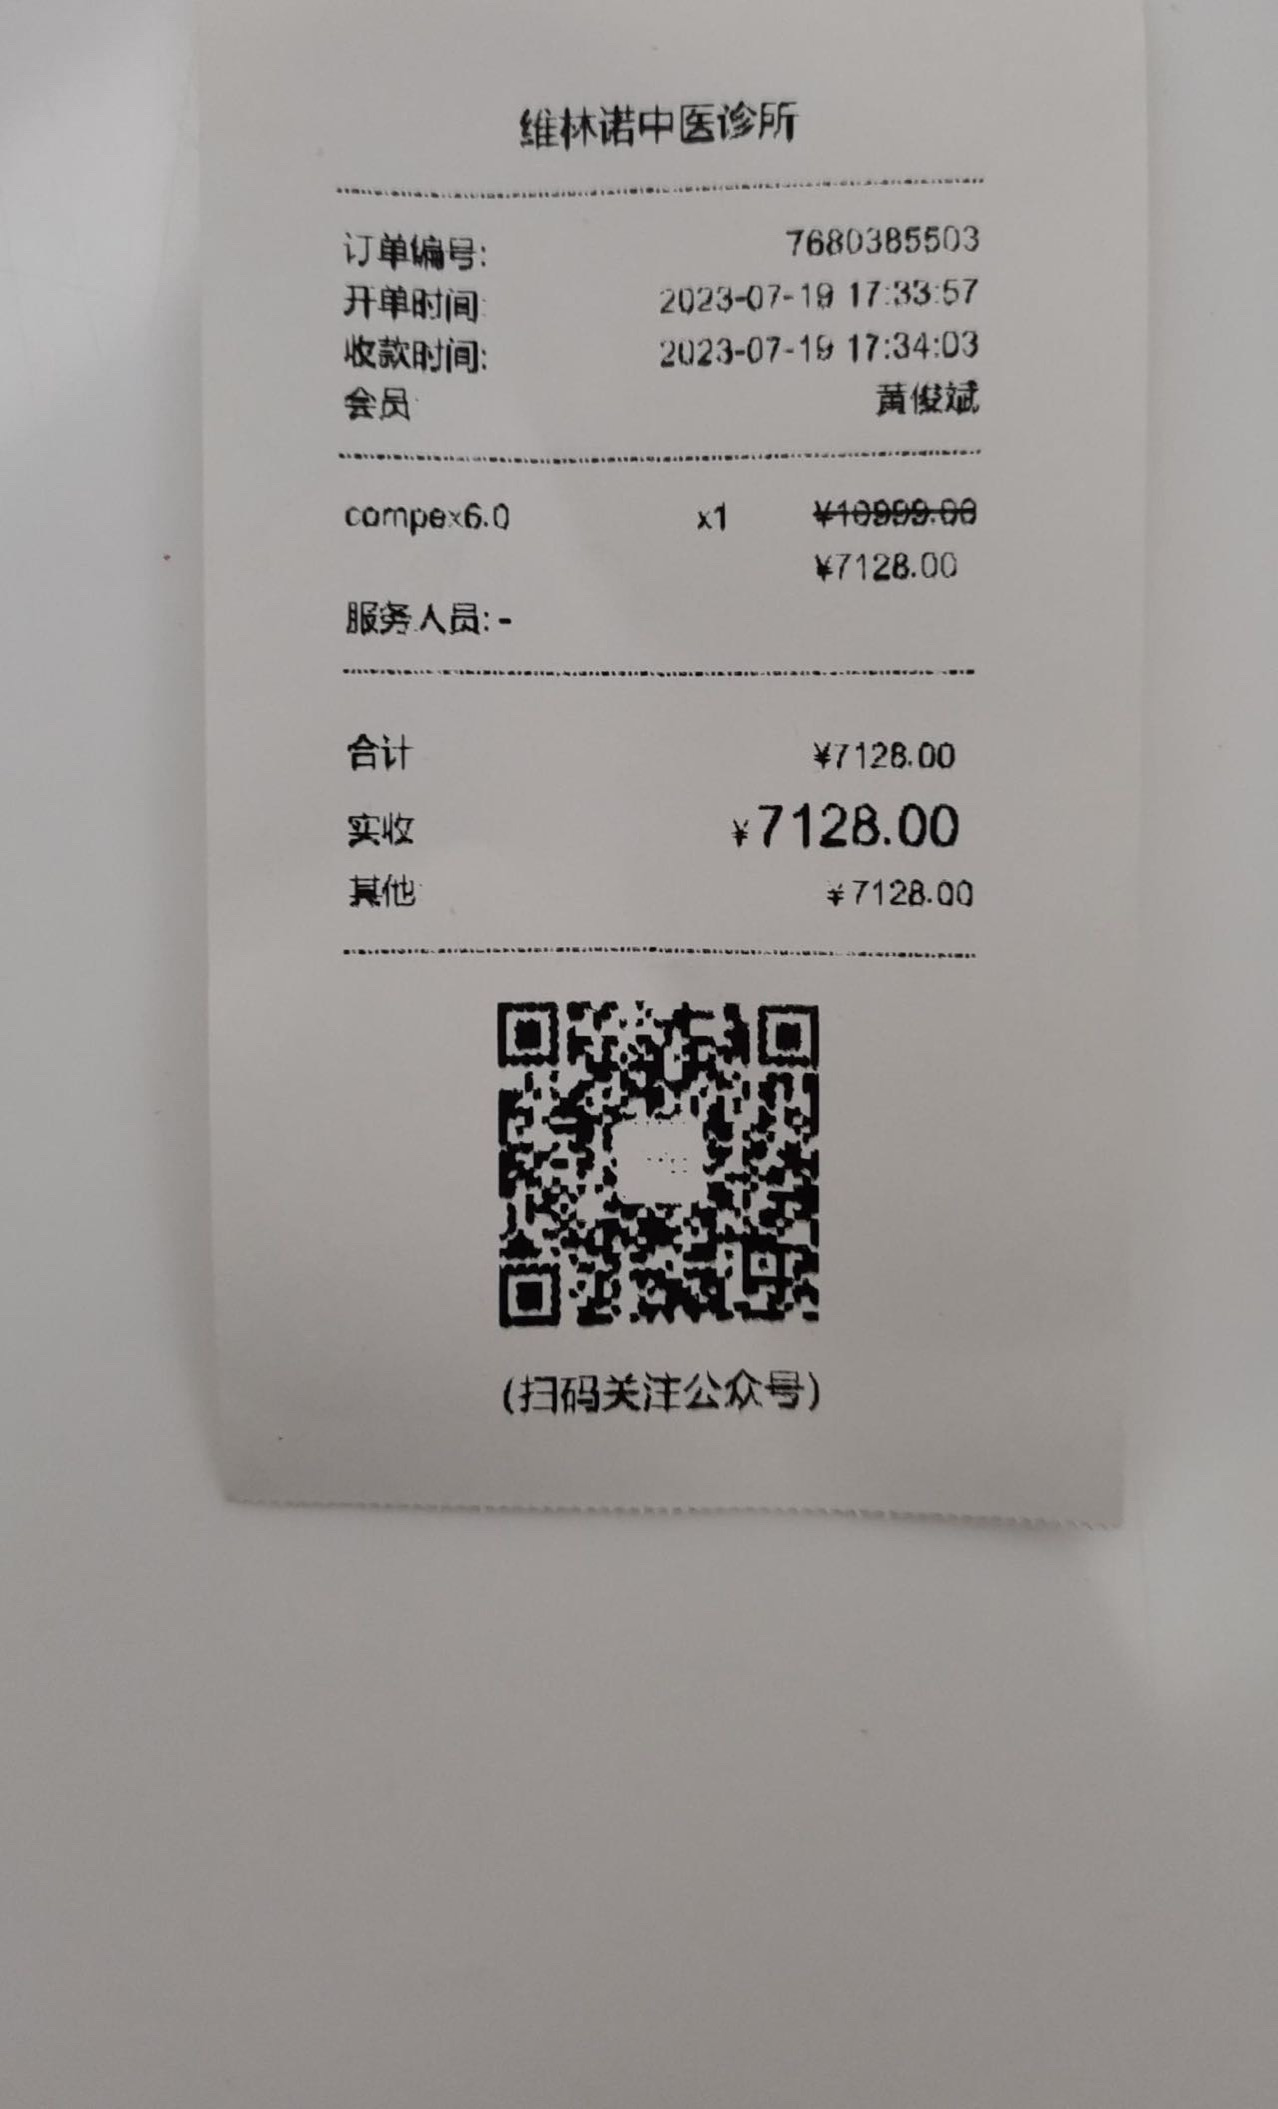 维林诺中医诊所
订单编号: 7680385503
开单时间: 2023-07-19 17:33:57
收款时间: 2023-07-19 17:34:03
会员: 黄俊斌
compex6.0 x1 ¥10999.00
¥7128.00
服务人员: -
合计 ¥7128.00
实收 ¥7128.00
其他: ¥7128.00
(扫码关注公众号)